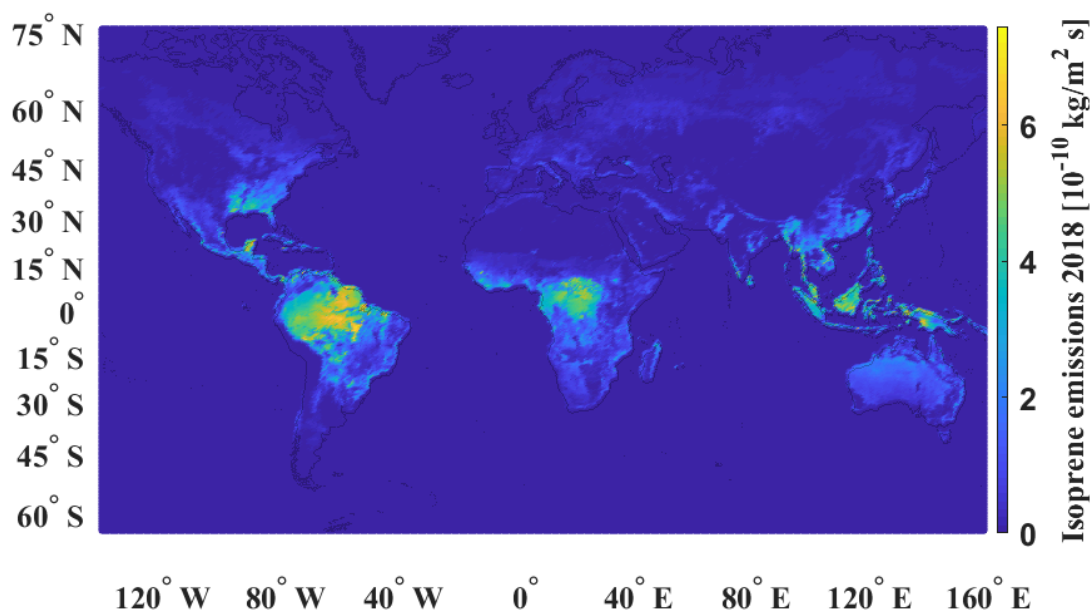 75° N
60° N
45° N
30° N
15° N
0°
15° S
30° S
45° S
60° S
120° W 80° W 40° W 0° 40° E 80° E 120° E 160° E
6
4
2
0
Isoprene emissions 2018 [10⁻¹⁰ kg/m² s]